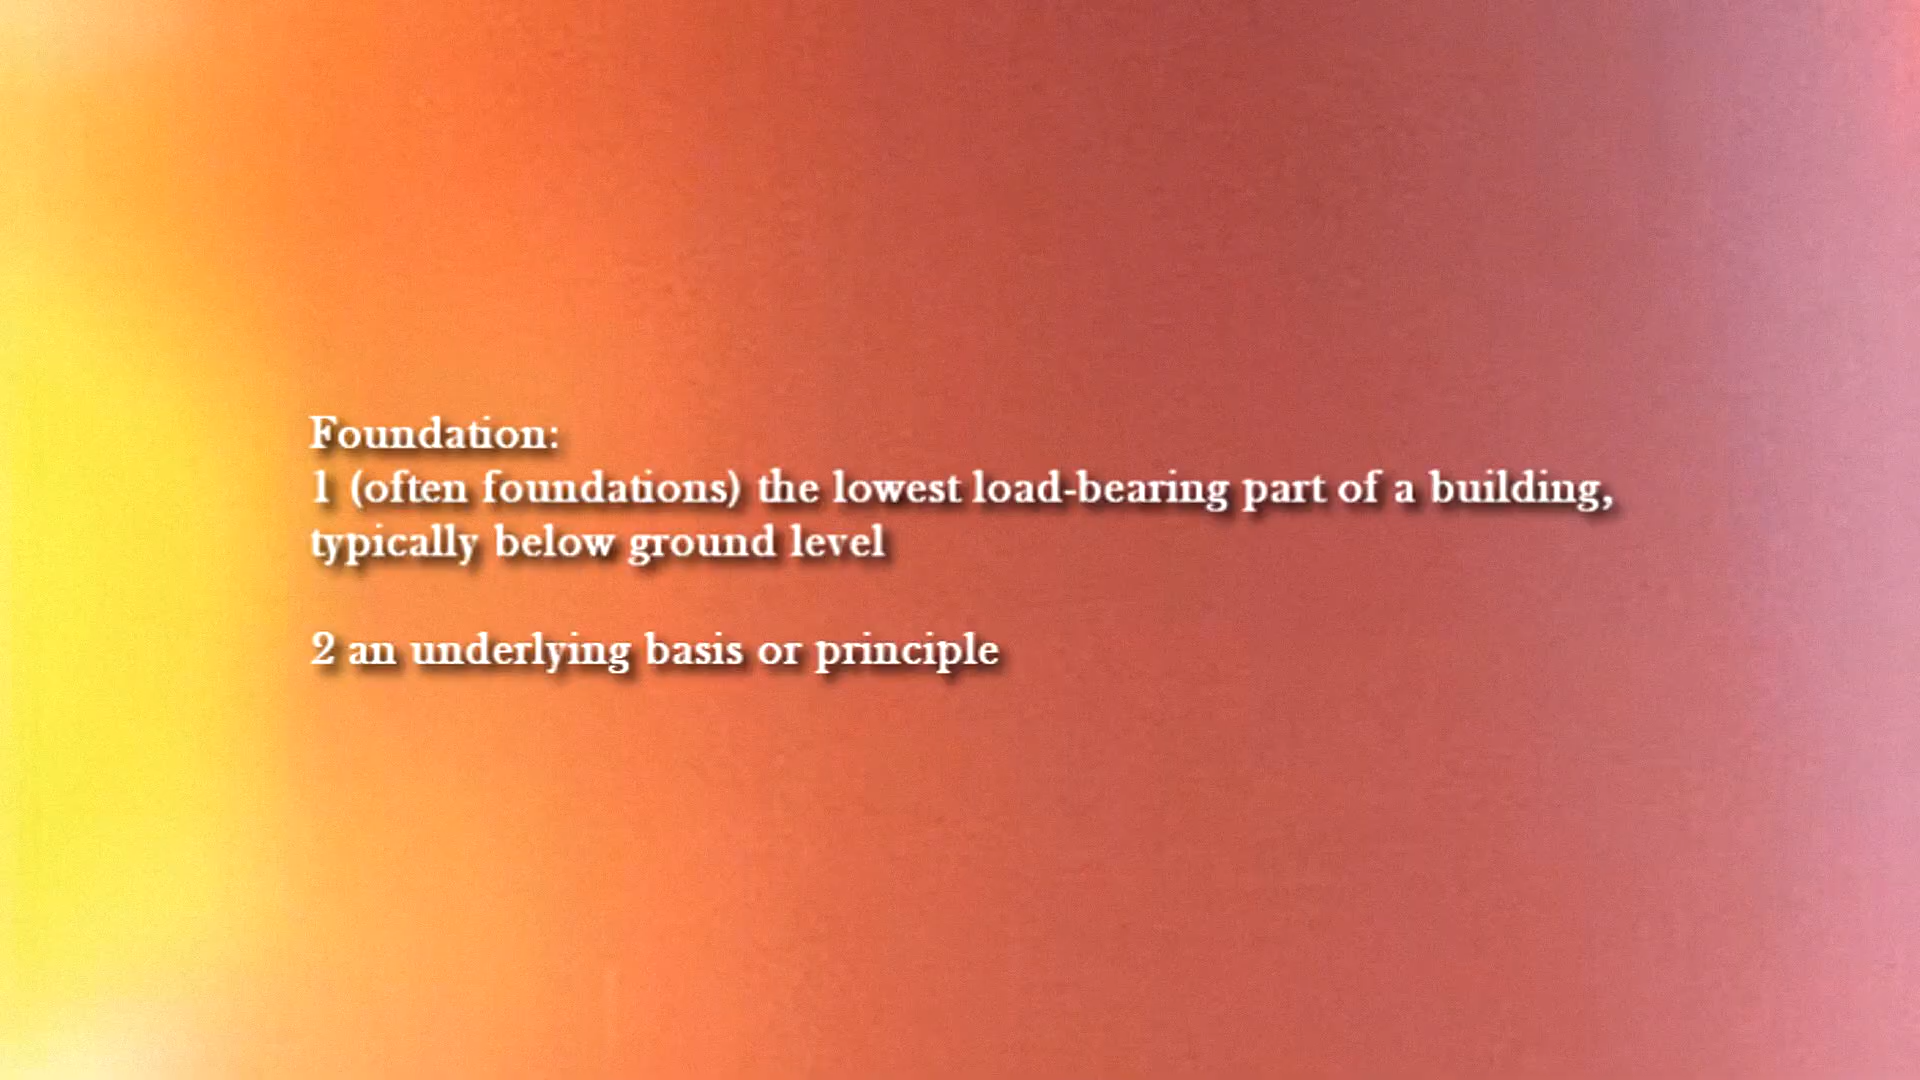 Foundation:
1 (often foundations) the lowest load-bearing part of a building,
typically below ground level
2 an underlying basis or principle